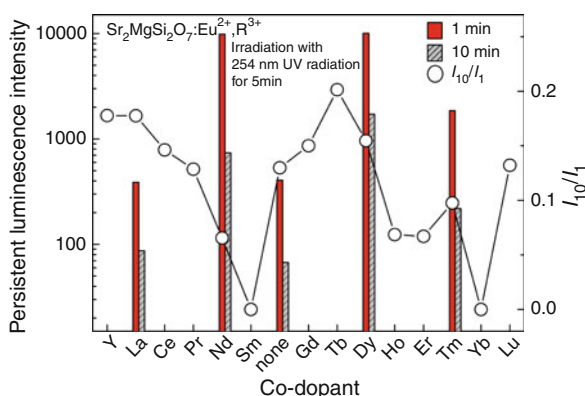 Sr₂MgSi₂O₇:Eu²⁺,R³⁺
Irradiation with
254 nm UV radiation
for 5min
1 min
10 min
I₁₀/I₁
Persistent luminescence intensity
10000
1000
100
0.2
0.1
0.0
I₁₀/I₁
Y La Ce Pr Nd Sm none Gd Tb Dy Ho Er Tm Yb Lu
Co-dopant